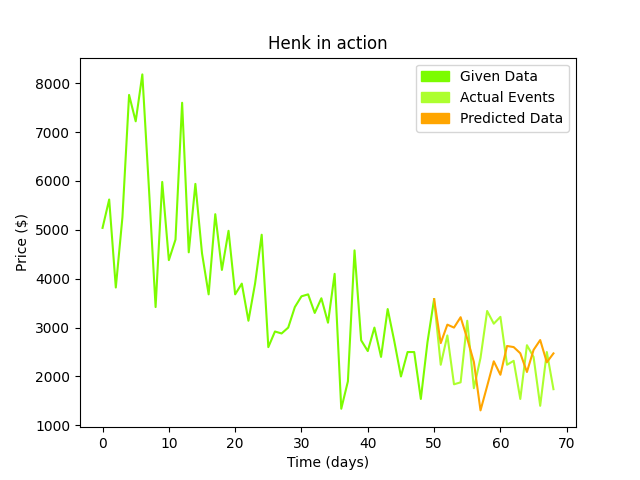 Henk in action
Given Data
Actual Events
Predicted Data
Price ($)
8000
7000
6000
5000
4000
3000
2000
1000
0 10 20 30 40 50 60 70
Time (days)